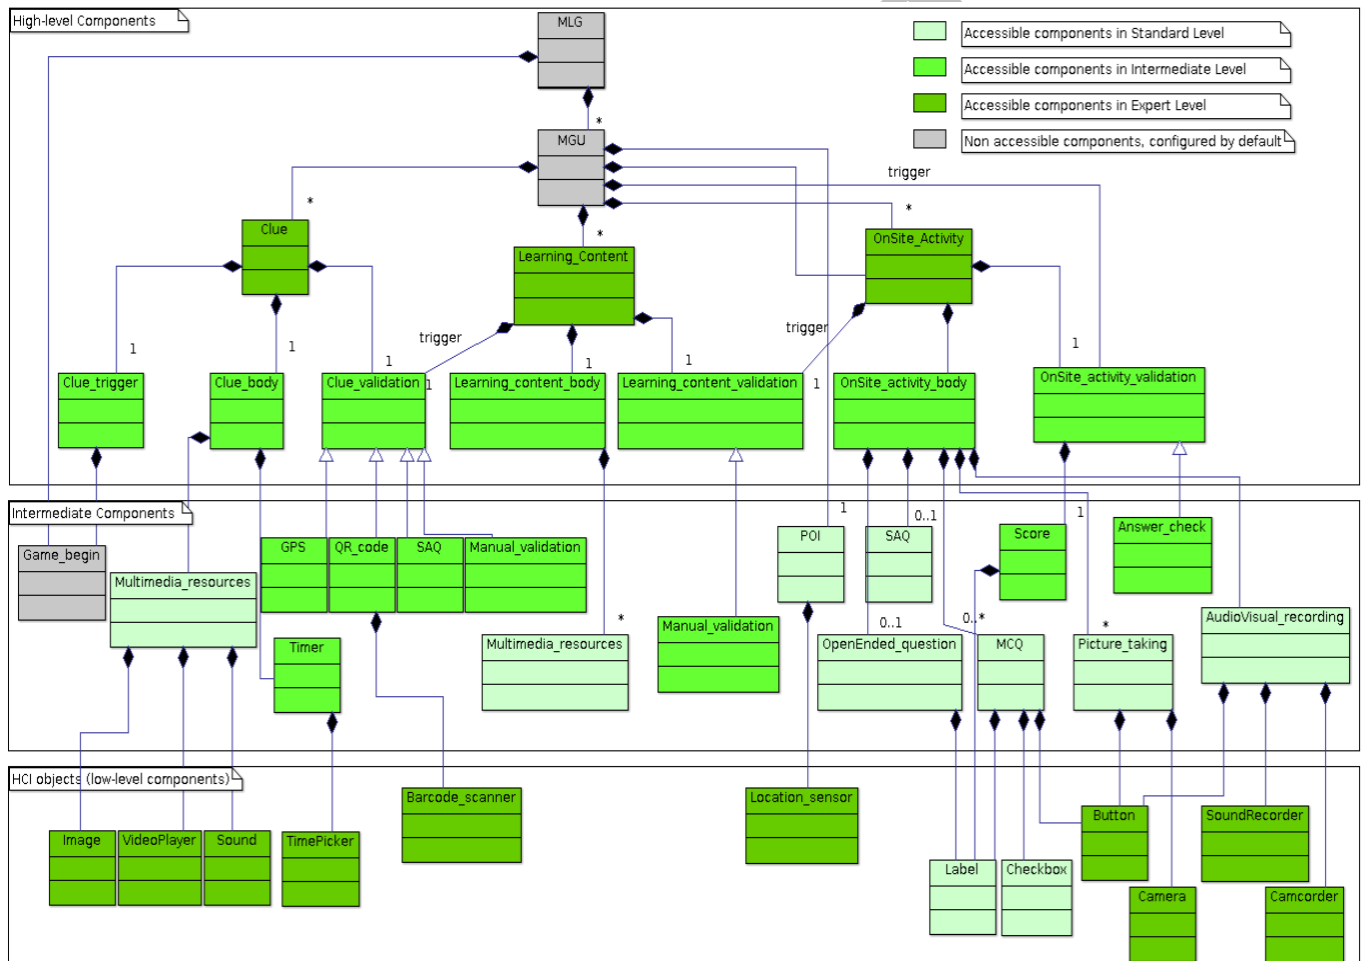 High-level Components
MLG
Accessible components in Standard Level
Accessible components in Intermediate Level
Accessible components in Expert Level
Non accessible components, configured by default
*
MGU
trigger
*
*
*
Clue
Learning_Content
OnSite_Activity
trigger
trigger
1
1
1
1
1
1
1
1
Clue_trigger
Clue_body
Clue_validation
Learning_content_body
Learning_content_validation
OnSite_activity_body
OnSite_activity_validation
Intermediate Components
1
0..1
1
Game_begin
Multimedia_resources
GPS
QR_code
SAQ
Manual_validation
POI
SAQ
Score
Answer_check
*
0..1
0..*
*
Timer
Multimedia_resources
Manual_validation
OpenEnded_question
MCQ
Picture_taking
AudioVisual_recording
HCI objects (low-level components)
Image
VideoPlayer
Sound
TimePicker
Barcode_scanner
Location_sensor
Label
Checkbox
Button
SoundRecorder
Camera
Camcorder